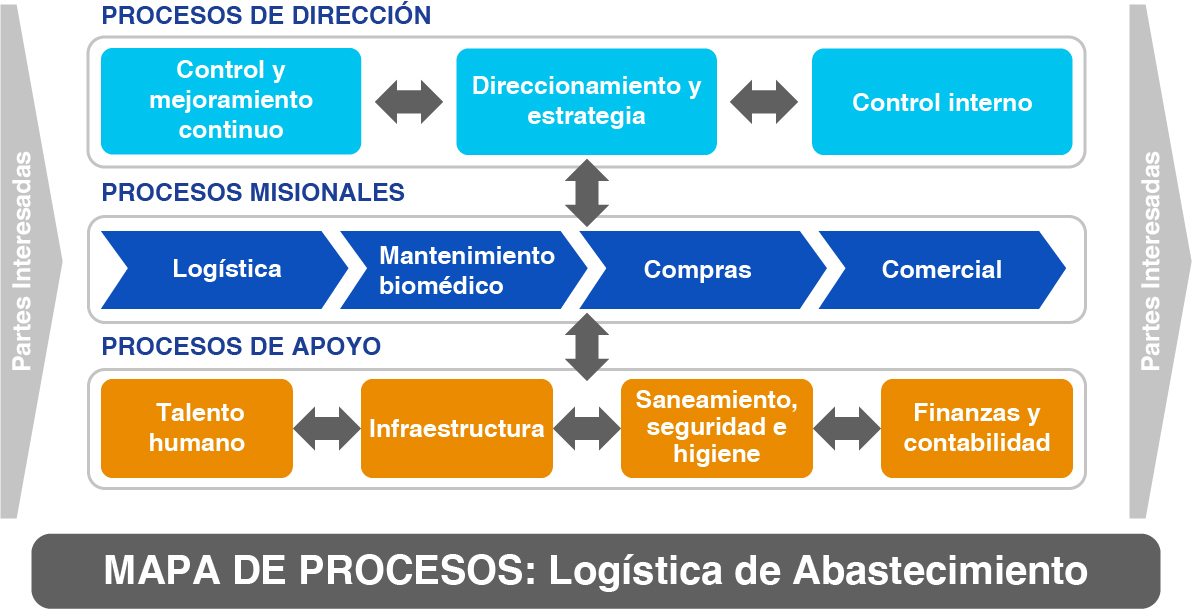 PROCESOS DE DIRECCIÓN
Control y
mejoramiento
continuo
Direccionamiento y
estrategia
Control interno
PROCESOS MISIONALES
Logística
Mantenimiento
biomédico
Compras
Comercial
PROCESOS DE APOYO
Talento
humano
Infraestructura
Saneamiento,
seguridad e
higiene
Finanzas y
contabilidad
Partes Interesadas
Partes Interesadas
MAPA DE PROCESOS: Logística de Abastecimiento